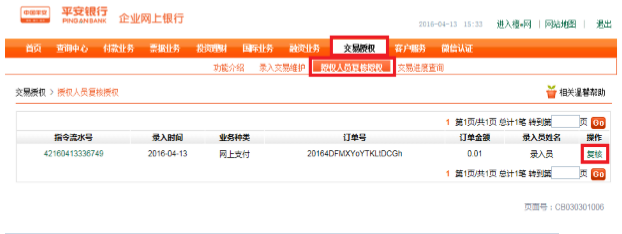 中国平安 平安银行 企业网上银行
PINGANBANK
2016-04-13 15:33 进入橙e网 | 网站地图 | 退出
首页 查询中心 付款业务 票据业务 投资理财 国际业务 融资业务 交易授权 客户服务 微信认证
功能介绍 录入交易维护 授权人员复核授权 交易进度查询
交易授权 > 授权人员复核授权 相关温馨帮助
1 第1页/共1页 总计1笔 转到第 页 Go
指令流水号 录入时间 业务种类 订单号 订单金额 录入员姓名 操作
42160413336749 2016-04-13 网上支付 20164DFMXYoYTKLtDCGh 0.01 录入员 复核
1 第1页/共1页 总计1笔 转到第 页 Go
页面号：CB030301006